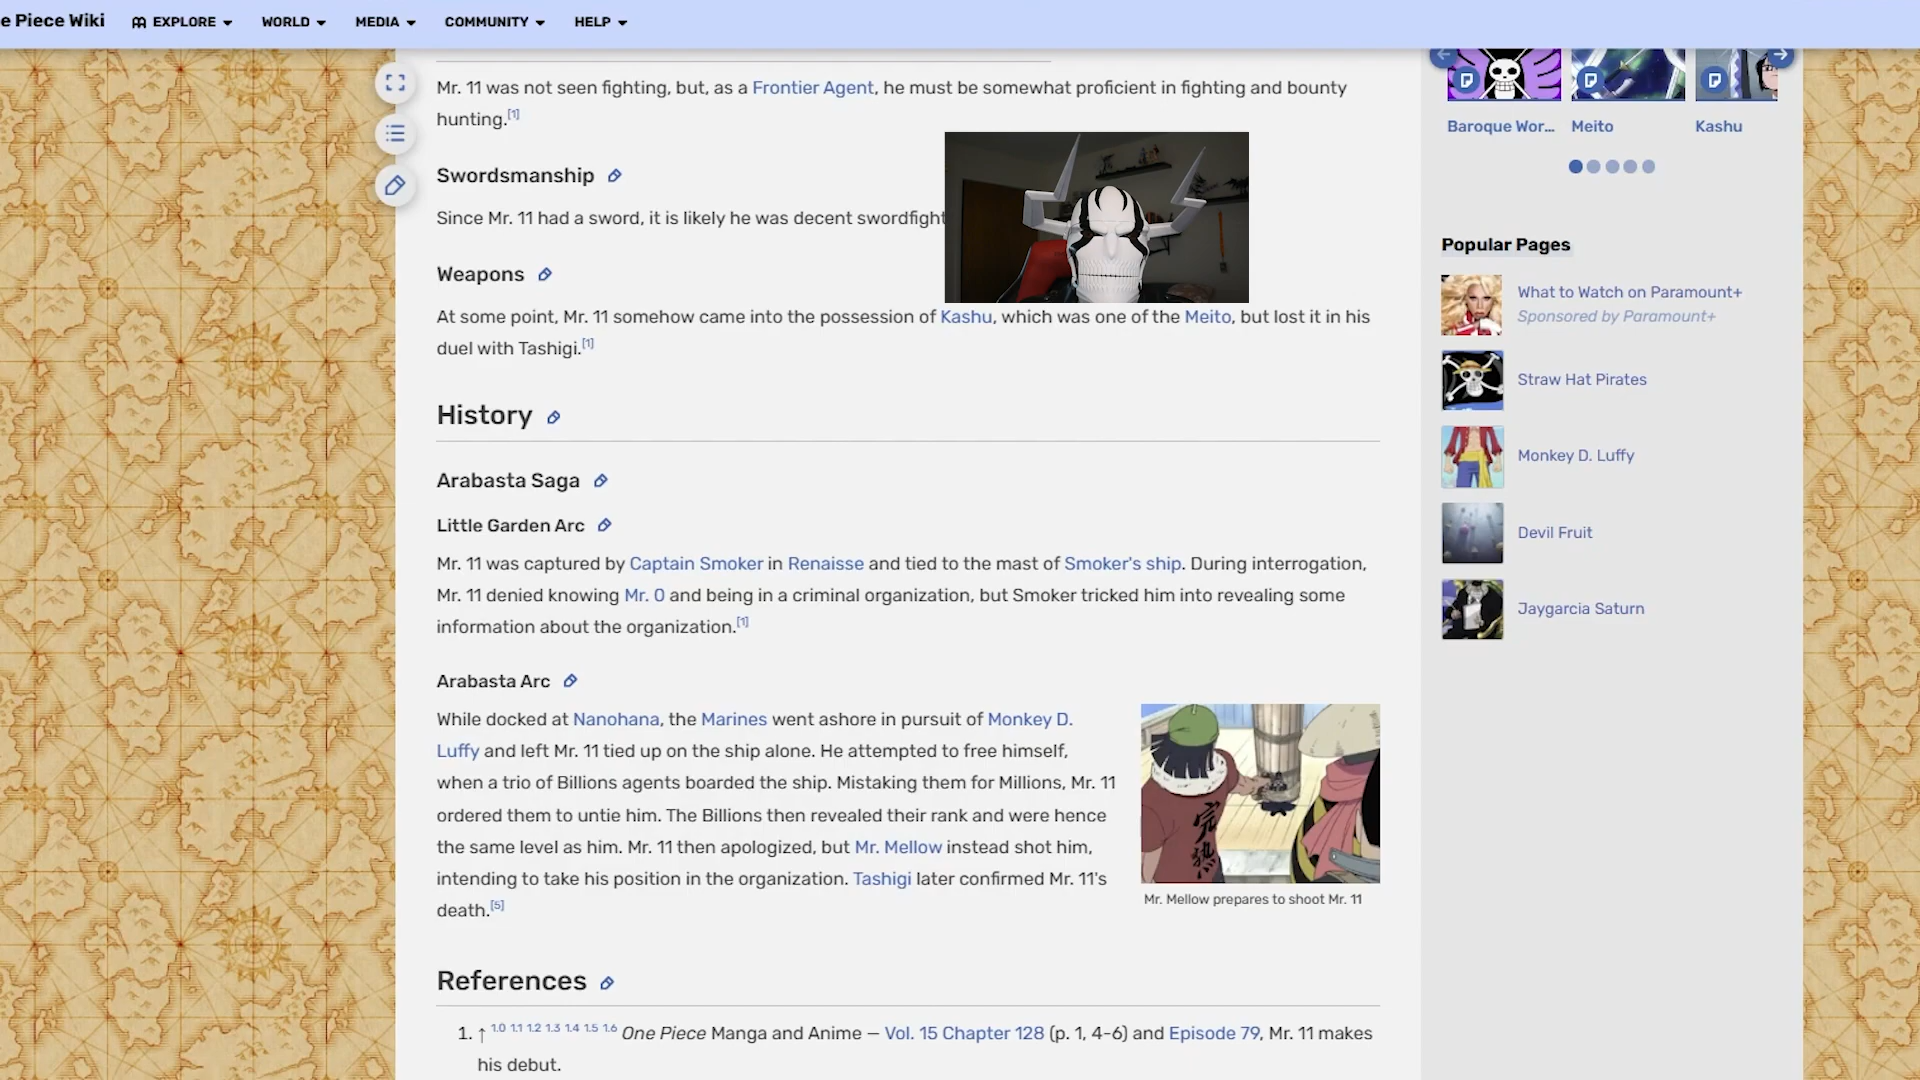 e Piece Wiki EXPLORE WORLD MEDIA COMMUNITY HELP
Mr. 11 was not seen fighting, but, as a Frontier Agent, he must be somewhat proficient in fighting and bounty
hunting.[1]
Swordsmanship
Since Mr. 11 had a sword, it is likely he was decent swordfight
Weapons
At some point, Mr. 11 somehow came into the possession of Kashu, which was one of the Meito, but lost it in his
duel with Tashigi.[1]
History
Arabasta Saga
Little Garden Arc
Mr. 11 was captured by Captain Smoker in Renaisse and tied to the mast of Smoker's ship. During interrogation,
Mr. 11 denied knowing Mr. 0 and being in a criminal organization, but Smoker tricked him into revealing some
information about the organization.[1]
Arabasta Arc
While docked at Nanohana, the Marines went ashore in pursuit of Monkey D.
Luffy and left Mr. 11 tied up on the ship alone. He attempted to free himself,
when a trio of Billions agents boarded the ship. Mistaking them for Millions, Mr. 11
ordered them to untie him. The Billions then revealed their rank and were hence
the same level as him. Mr. 11 then apologized, but Mr. Mellow instead shot him,
intending to take his position in the organization. Tashigi later confirmed Mr. 11's
death.[5]
完熟
Mr. Mellow prepares to shoot Mr. 11
References
1. ↑ 1.0 1.1 1.2 1.3 1.4 1.5 1.6 One Piece Manga and Anime — Vol. 15 Chapter 128 (p. 1, 4-6) and Episode 79, Mr. 11 makes
his debut.
Baroque Wor... Meito Kashu
Popular Pages
What to Watch on Paramount+
Sponsored by Paramount+
Straw Hat Pirates
Monkey D. Luffy
Devil Fruit
Jaygarcia Saturn